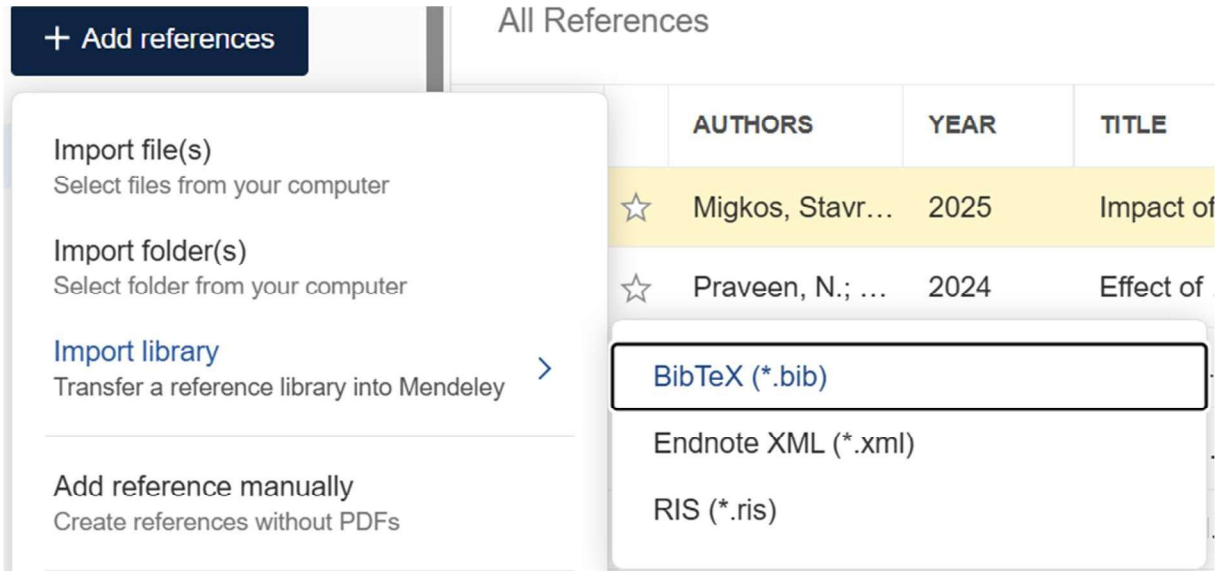 + Add references
All References
AUTHORS YEAR TITLE
Import file(s)
Select files from your computer
Migkos, Stavr... 2025 Impact of
Import folder(s)
Select folder from your computer
Praveen, N.; ... 2024 Effect of
Import library
Transfer a reference library into Mendeley
BibTeX (*.bib)
Endnote XML (*.xml)
RIS (*.ris)
Add reference manually
Create references without PDFs